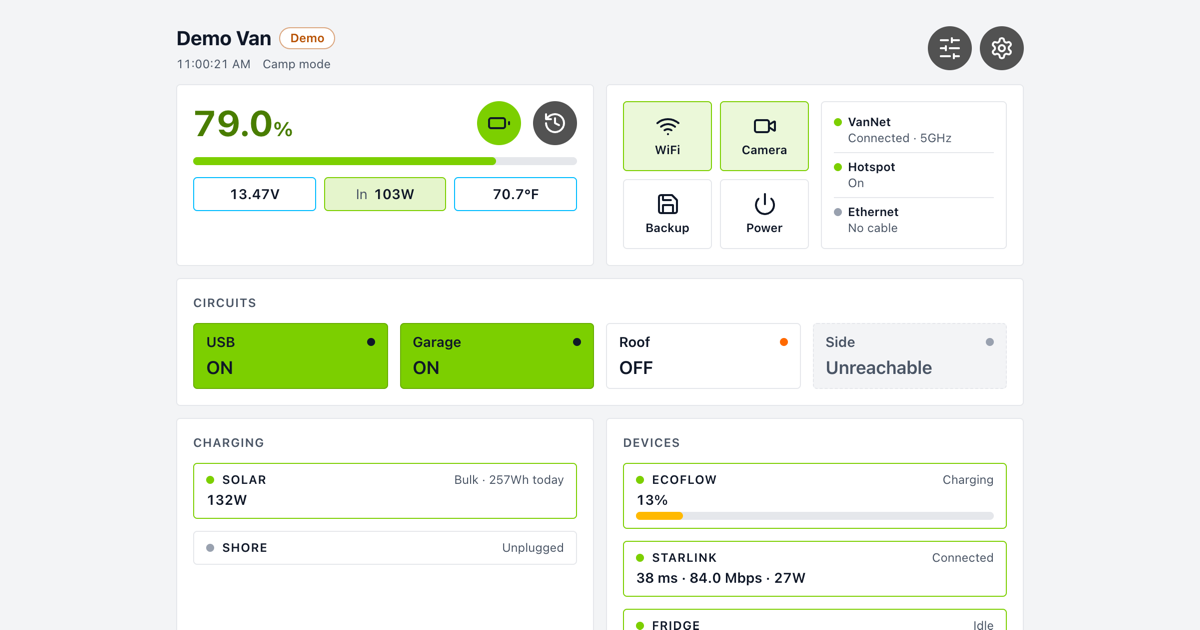 Demo Van Demo
11:00:21 AM Camp mode
79.0%
13.47V In 103W 70.7°F
WiFi Camera
Backup Power
VanNet
Connected · 5GHz
Hotspot
On
Ethernet
No cable
CIRCUITS
USB
ON
Garage
ON
Roof
OFF
Side
Unreachable
CHARGING
SOLAR Bulk · 257Wh today
132W
SHORE Unplugged
DEVICES
ECOFLOW Charging
13%
STARLINK Connected
38 ms · 84.0 Mbps · 27W
FRIDGE Idle